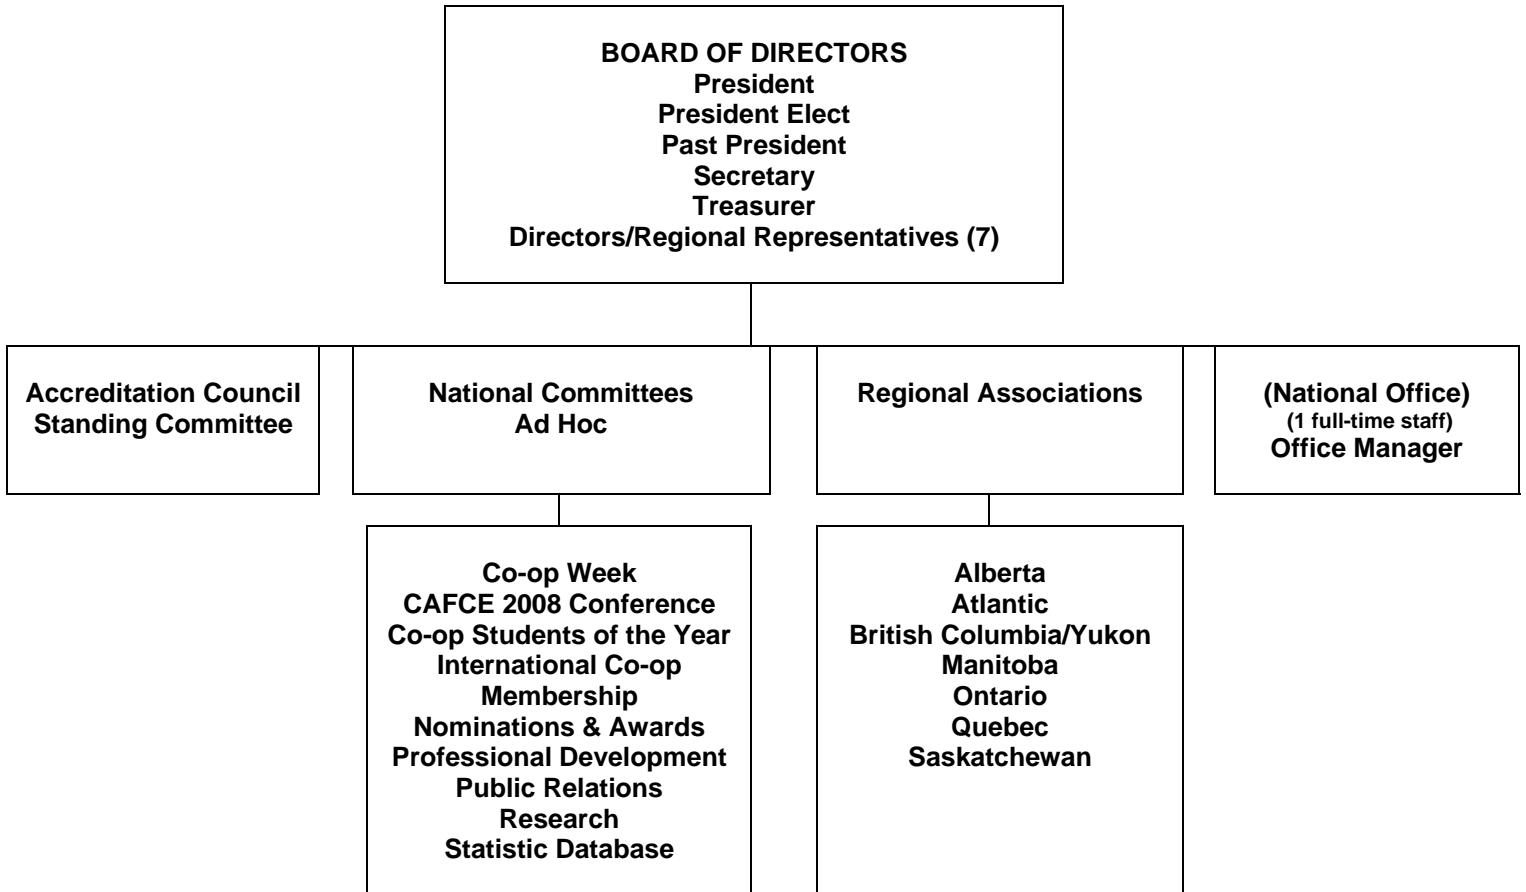 BOARD OF DIRECTORS
President
President Elect
Past President
Secretary
Treasurer
Directors/Regional Representatives (7)
Accreditation Council
Standing Committee
National Committees
Ad Hoc
Regional Associations
(National Office)
(1 full-time staff)
Office Manager
Co-op Week
CAFCE 2008 Conference
Co-op Students of the Year
International Co-op
Membership
Nominations & Awards
Professional Development
Public Relations
Research
Statistic Database
Alberta
Atlantic
British Columbia/Yukon
Manitoba
Ontario
Quebec
Saskatchewan